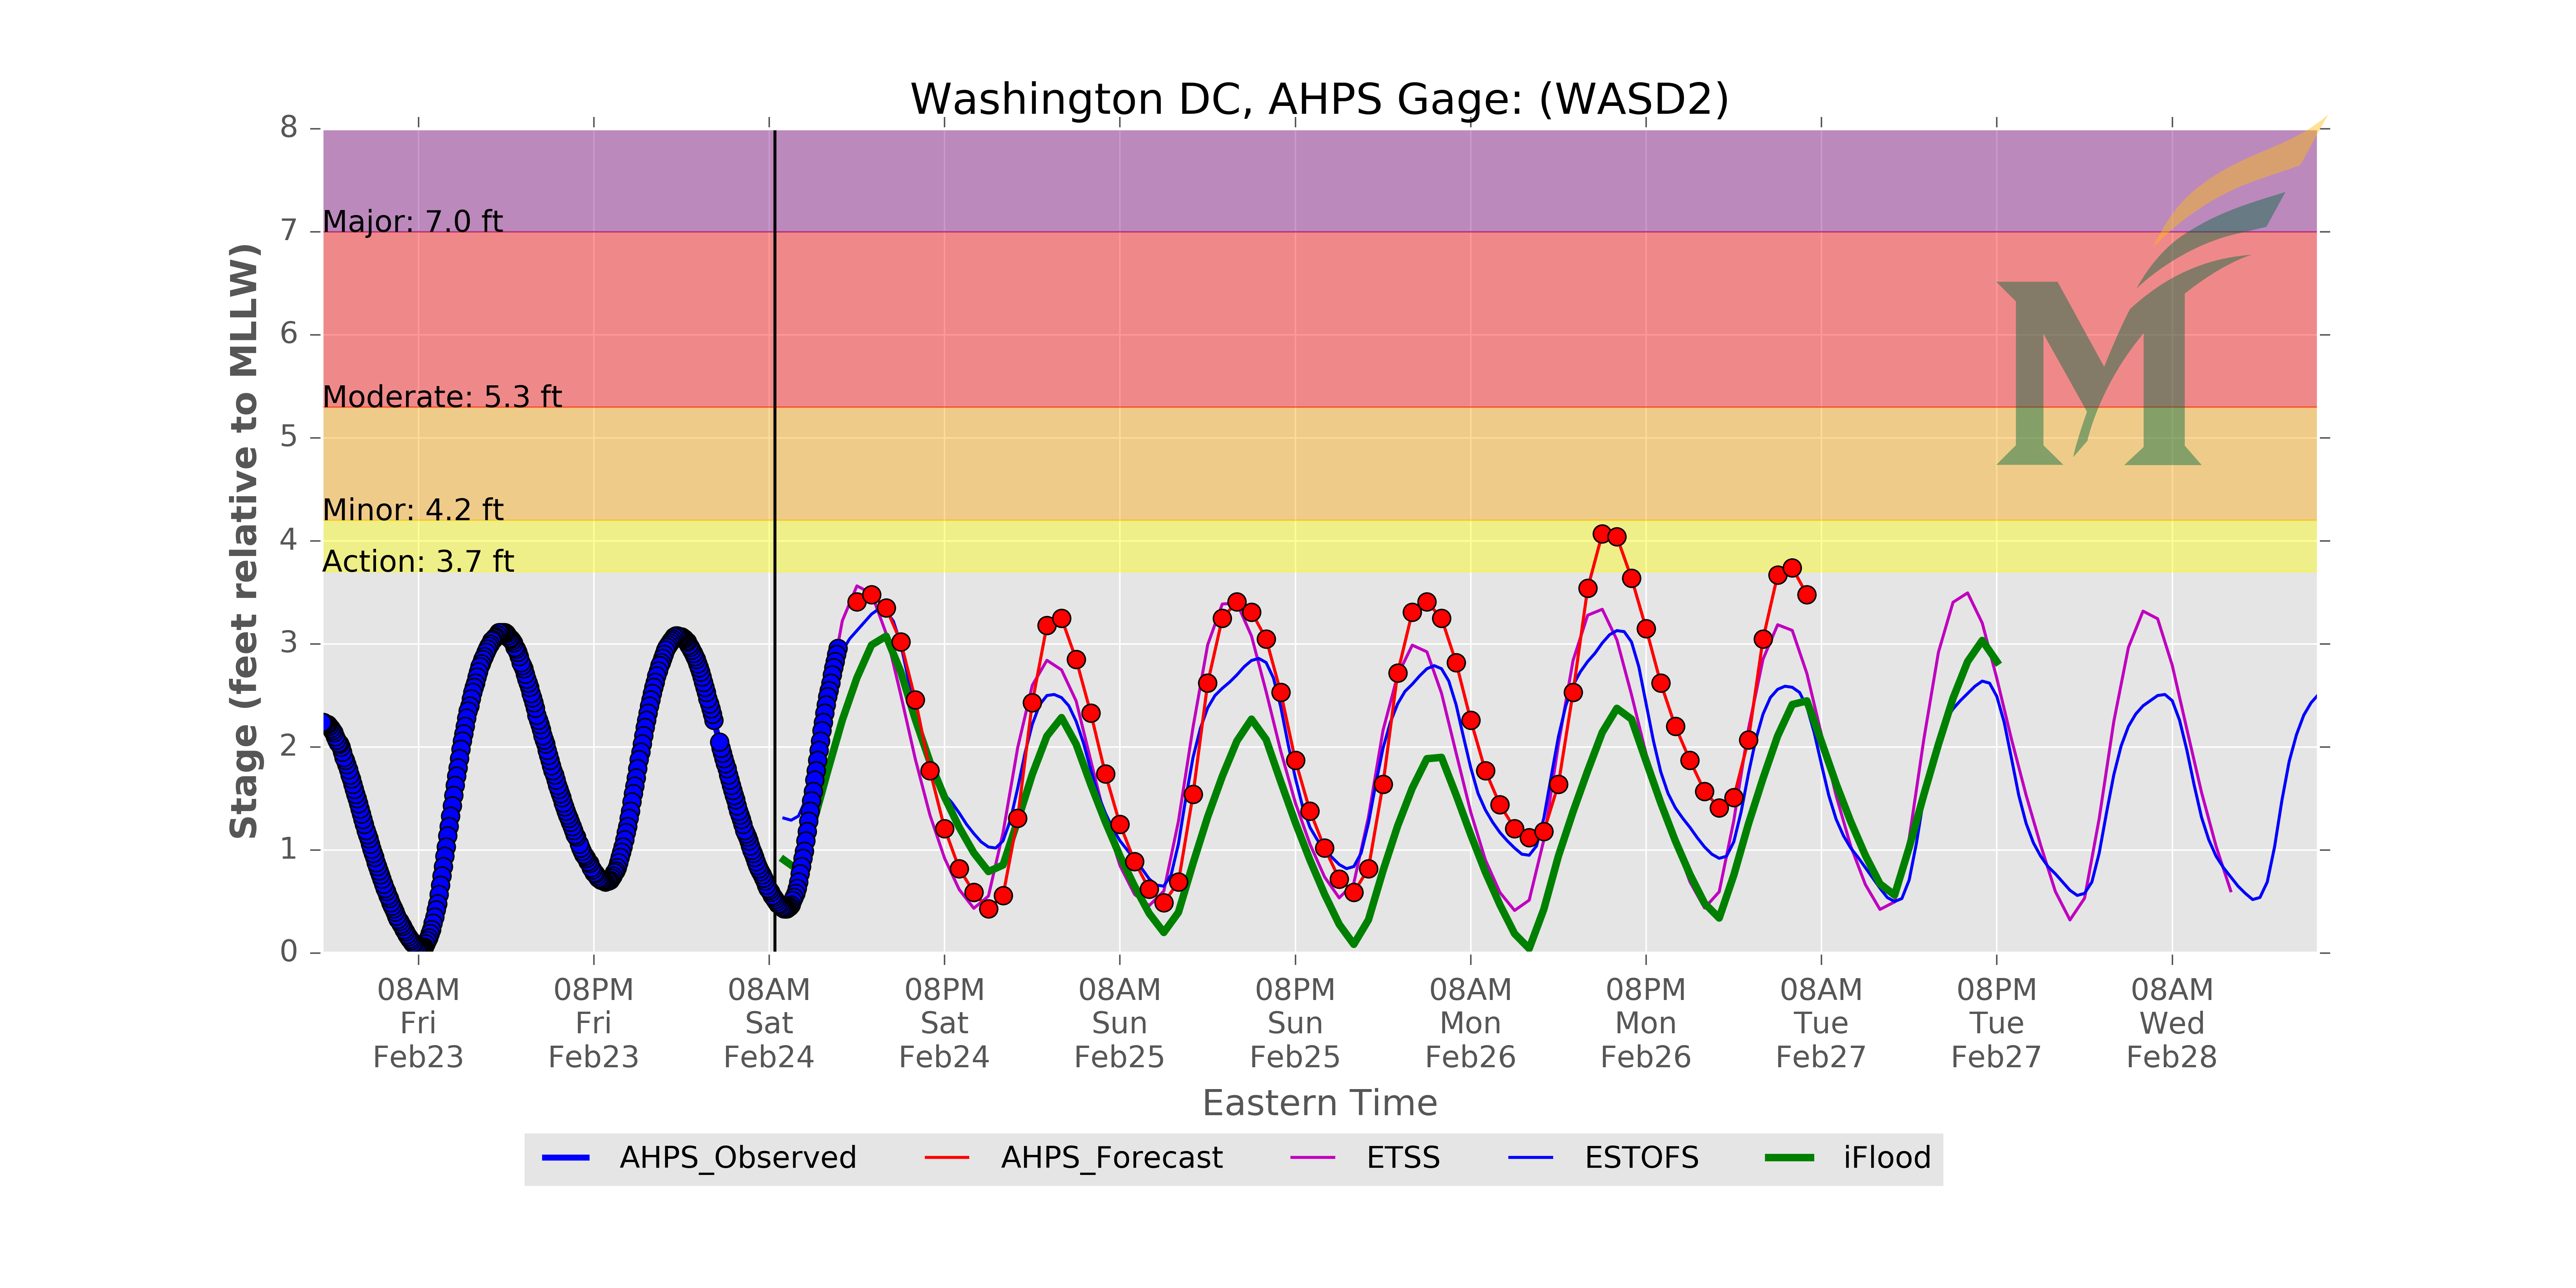 Washington DC, AHPS Gage: (WASD2)
8
7
6
5
4
3
2
1
0
Stage (feet relative to MLLW)
Major: 7.0 ft
Moderate: 5.3 ft
Minor: 4.2 ft
Action: 3.7 ft
M
08AM 08PM 08AM 08PM 08AM 08PM 08AM 08PM 08AM 08PM 08AM
Fri Fri Sat Sat Sun Sun Mon Mon Tue Tue Wed
Feb23 Feb23 Feb24 Feb24 Feb25 Feb25 Feb26 Feb26 Feb27 Feb27 Feb28
Eastern Time
AHPS_Observed AHPS_Forecast ETSS ESTOFS iFlood